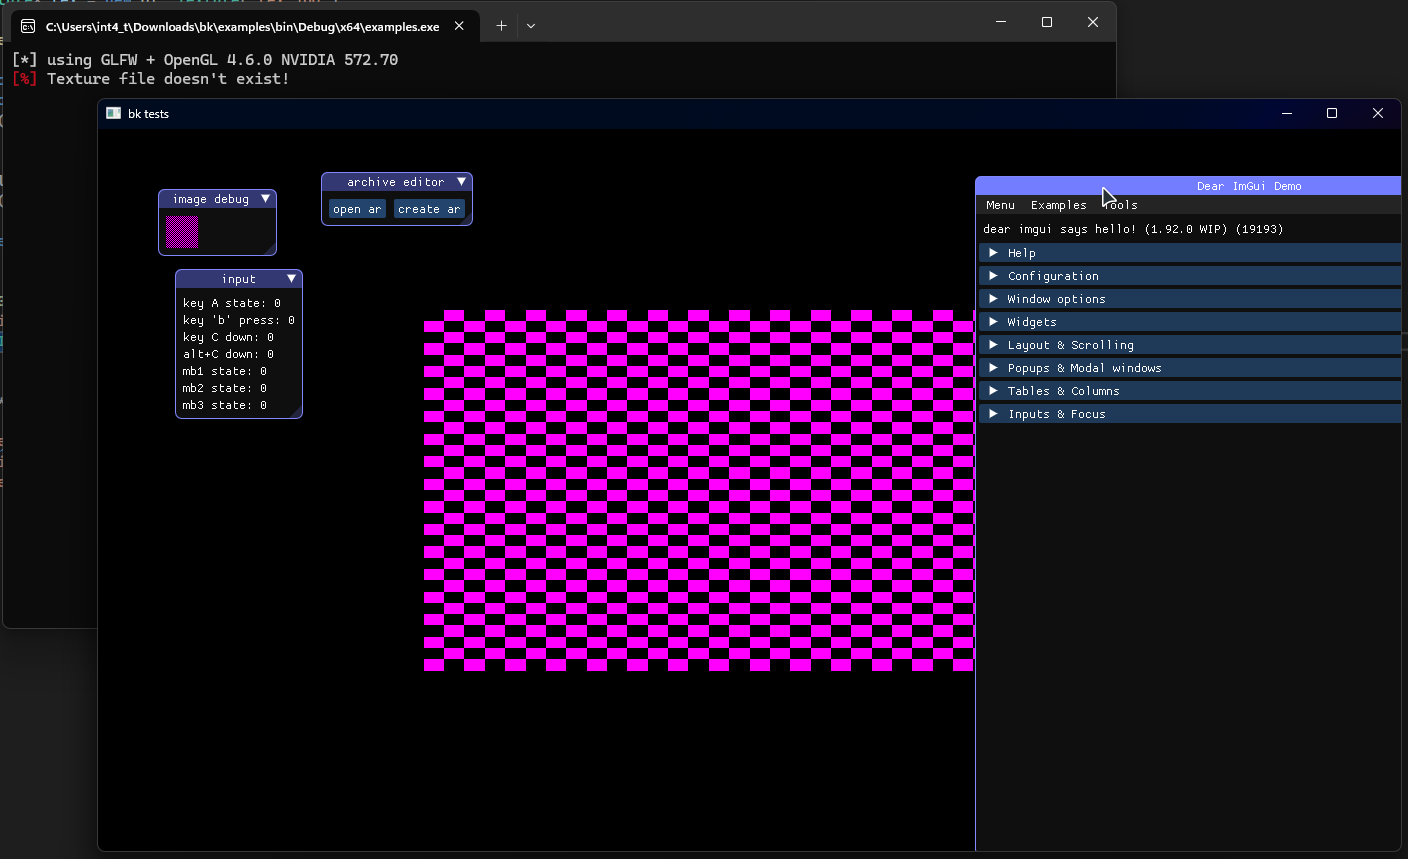 C:\Users\int4_t\Downloads\bk\examples\bin\Debug\x64\examples.exe
[*] using GLFW + OpenGL 4.6.0 NVIDIA 572.70
[%] Texture file doesn't exist!
bk tests
image debug
archive editor
open ar create ar
input
key A state: 0
key 'b' press: 0
key C down: 0
alt+C down: 0
mb1 state: 0
mb2 state: 0
mb3 state: 0
Dear ImGui Demo
Menu Examples Tools
dear imgui says hello! (1.92.0 WIP) (19193)
Help
Configuration
Window options
Widgets
Layout & Scrolling
Popups & Modal windows
Tables & Columns
Inputs & Focus